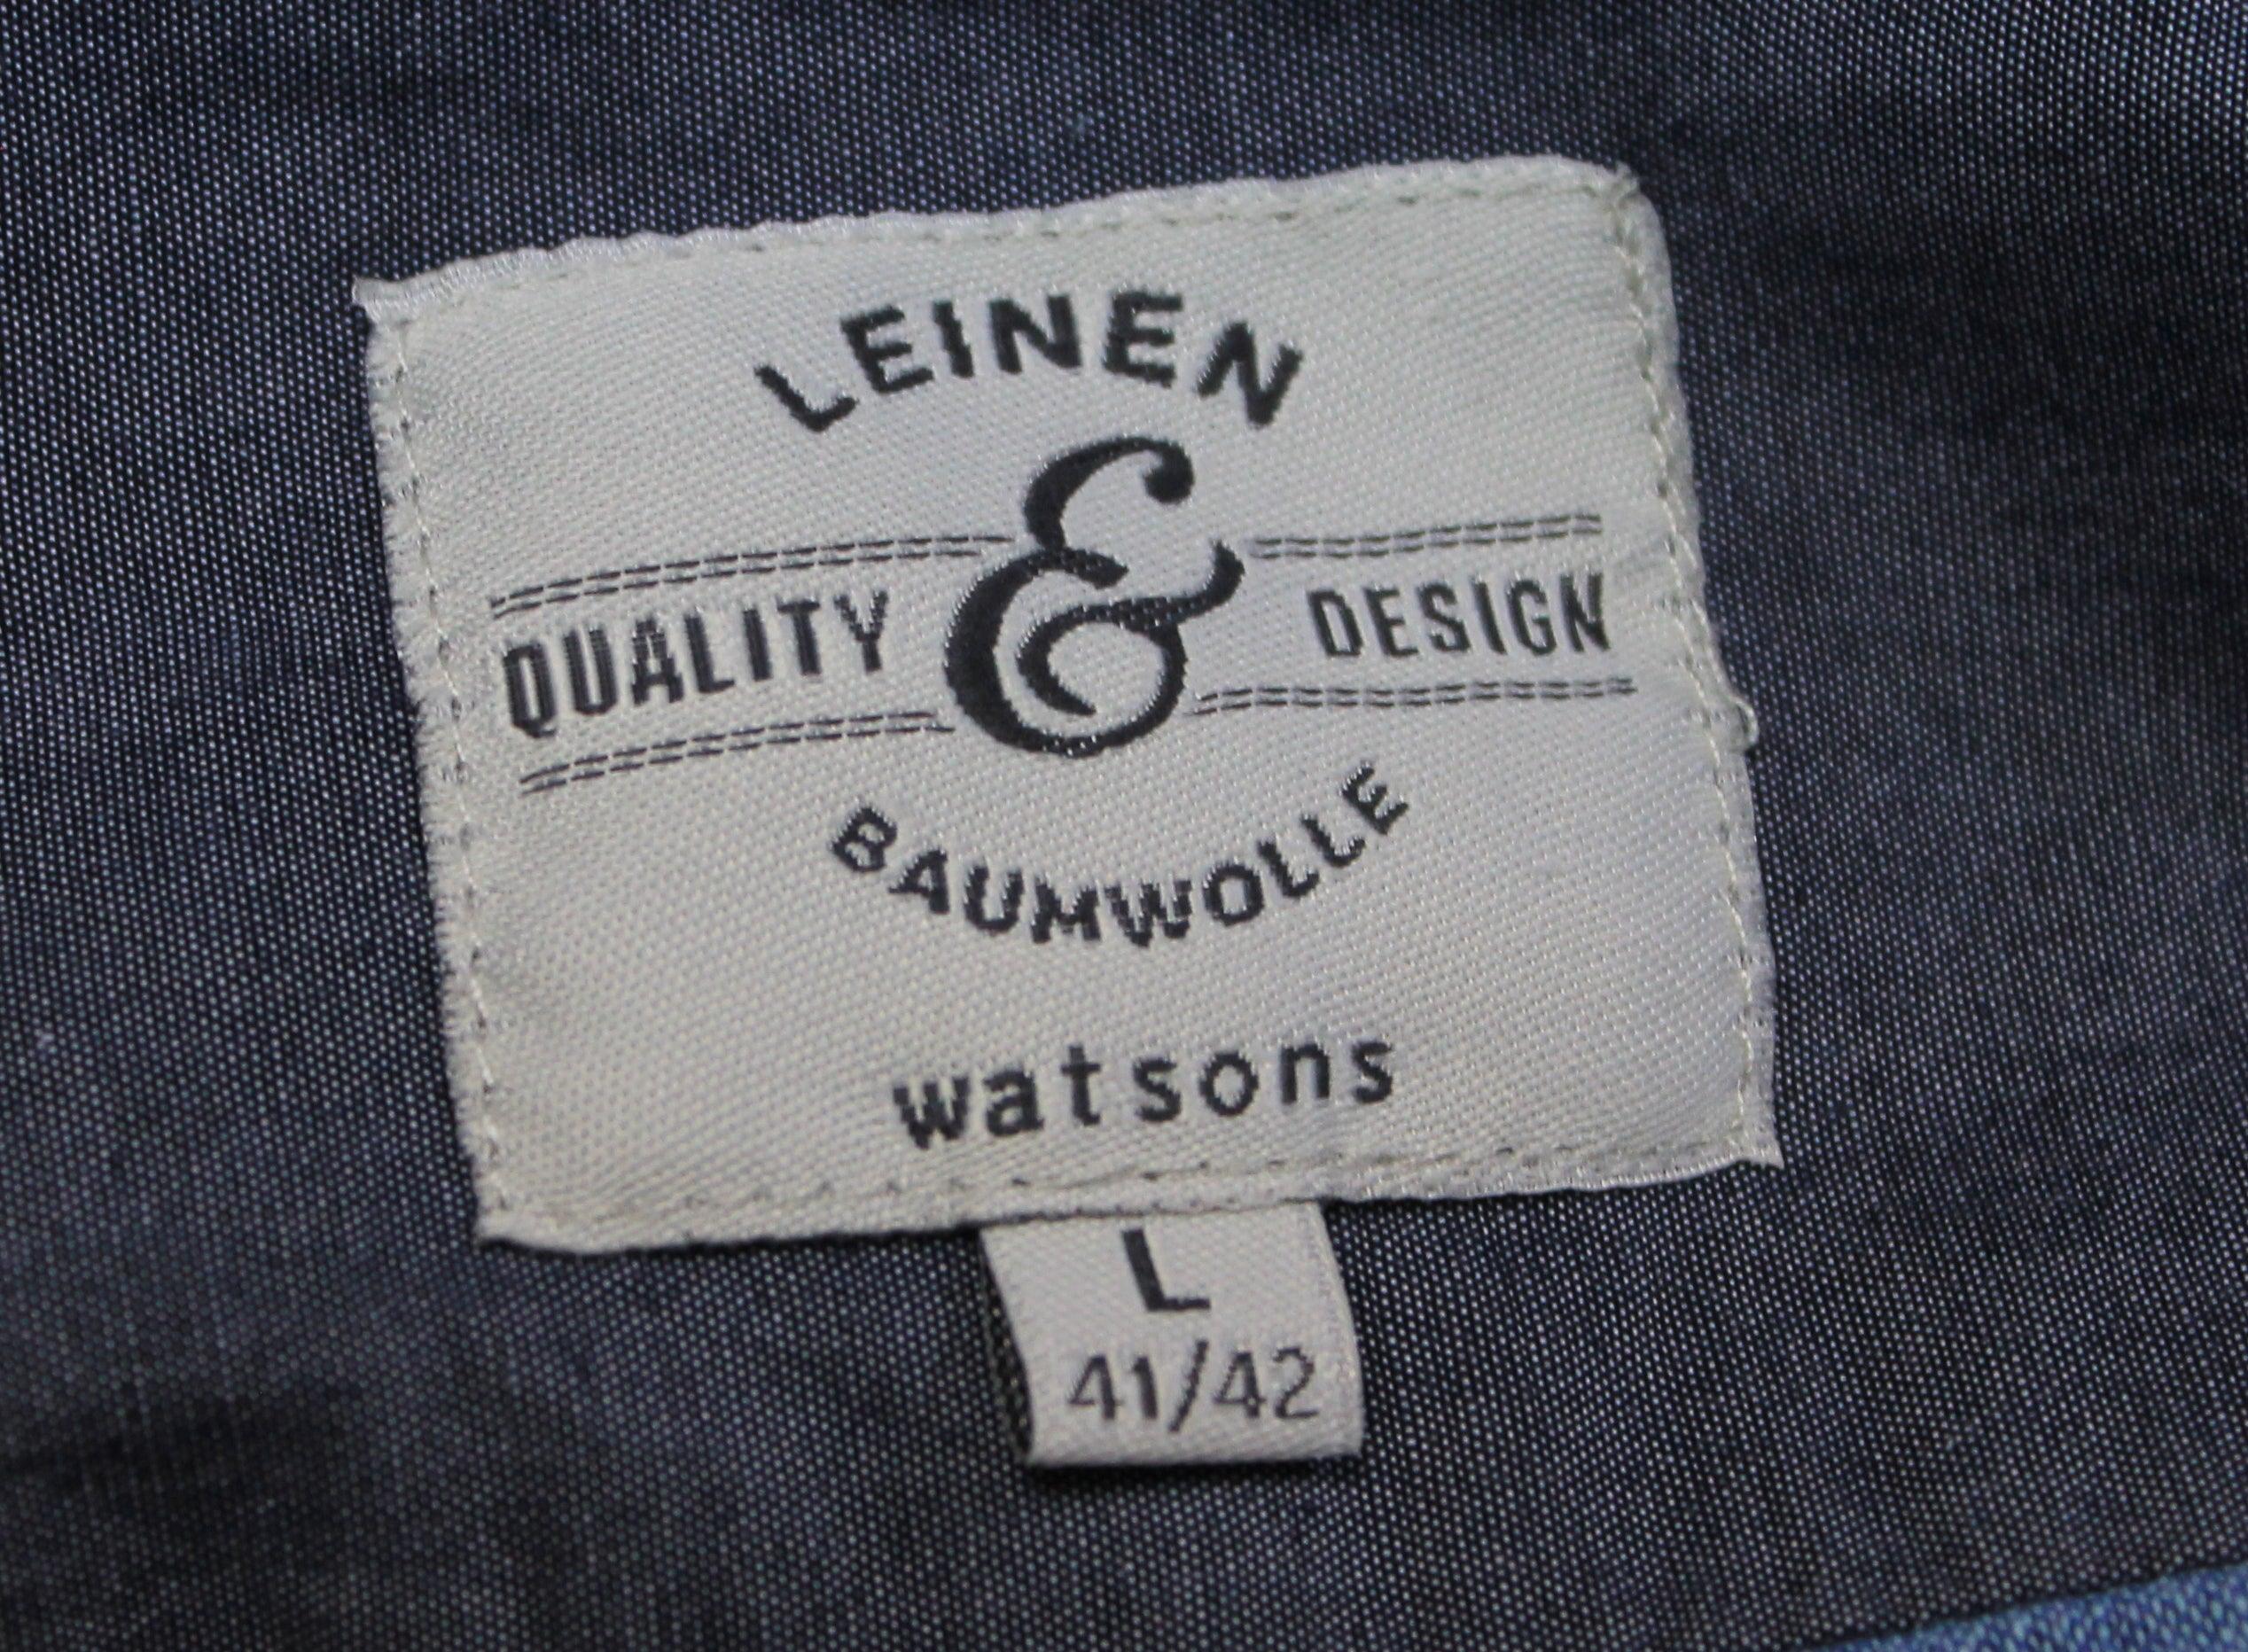 LEINEN
QUALITY & DESIGN
BAUMWOLLE
watsons
L
41/42